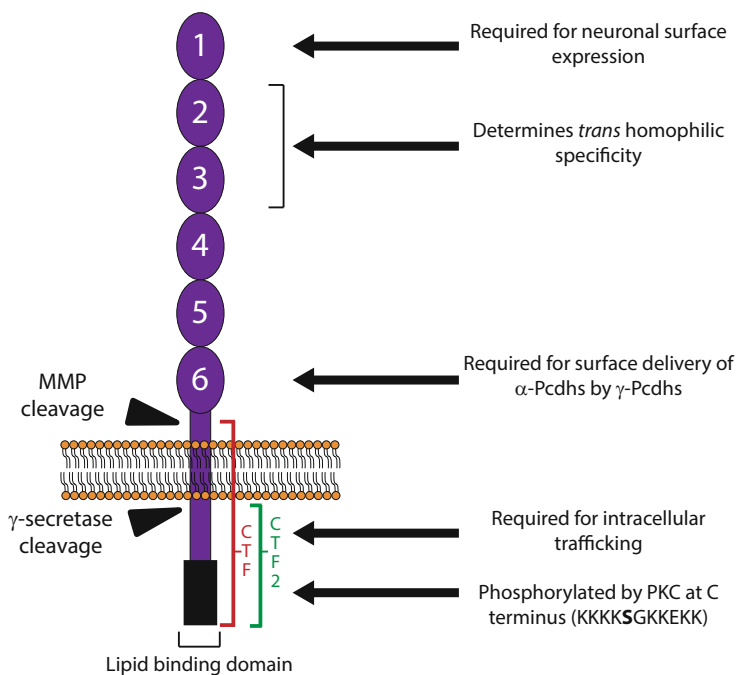 1
Required for neuronal surface
expression
2
3
Determines trans homophilic
specificity
4
5
6
Required for surface delivery of
α-Pcdhs by γ-Pcdhs
MMP
cleavage
γ-secretase
cleavage
CTF
CTF2
Required for intracellular
trafficking
Phosphorylated by PKC at C
terminus (KKKKSGKKEKK)
Lipid binding domain